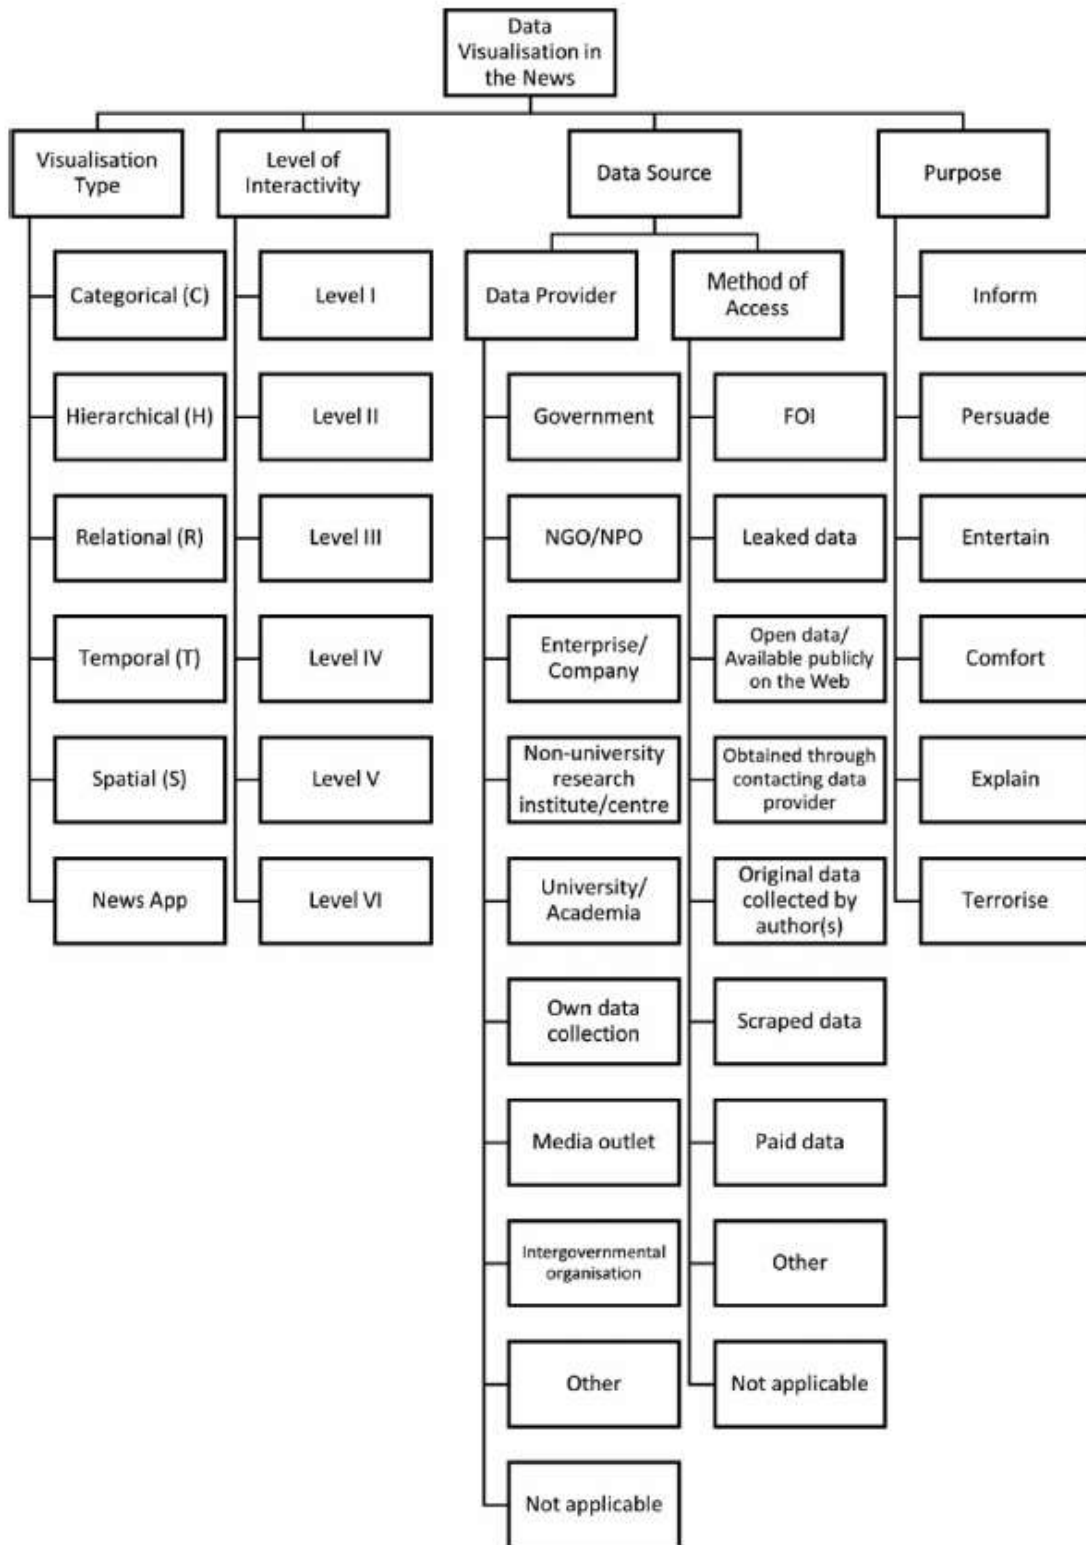 Data
Visualisation in
the News
Visualisation
Type
Level of
Interactivity
Data Source
Purpose
Categorical (C)
Hierarchical (H)
Relational (R)
Temporal (T)
Spatial (S)
News App
Level I
Level II
Level III
Level IV
Level V
Level VI
Data Provider
Government
NGO/NPO
Enterprise/
Company
Non-university
research
institute/centre
University/
Academia
Own data
collection
Media outlet
Intergovernmental
organisation
Other
Not applicable
Method of
Access
FOI
Leaked data
Open data/
Available publicly
on the Web
Obtained through
contacting data
provider
Original data
collected by
author(s)
Scraped data
Paid data
Other
Not applicable
Inform
Persuade
Entertain
Comfort
Explain
Terrorise